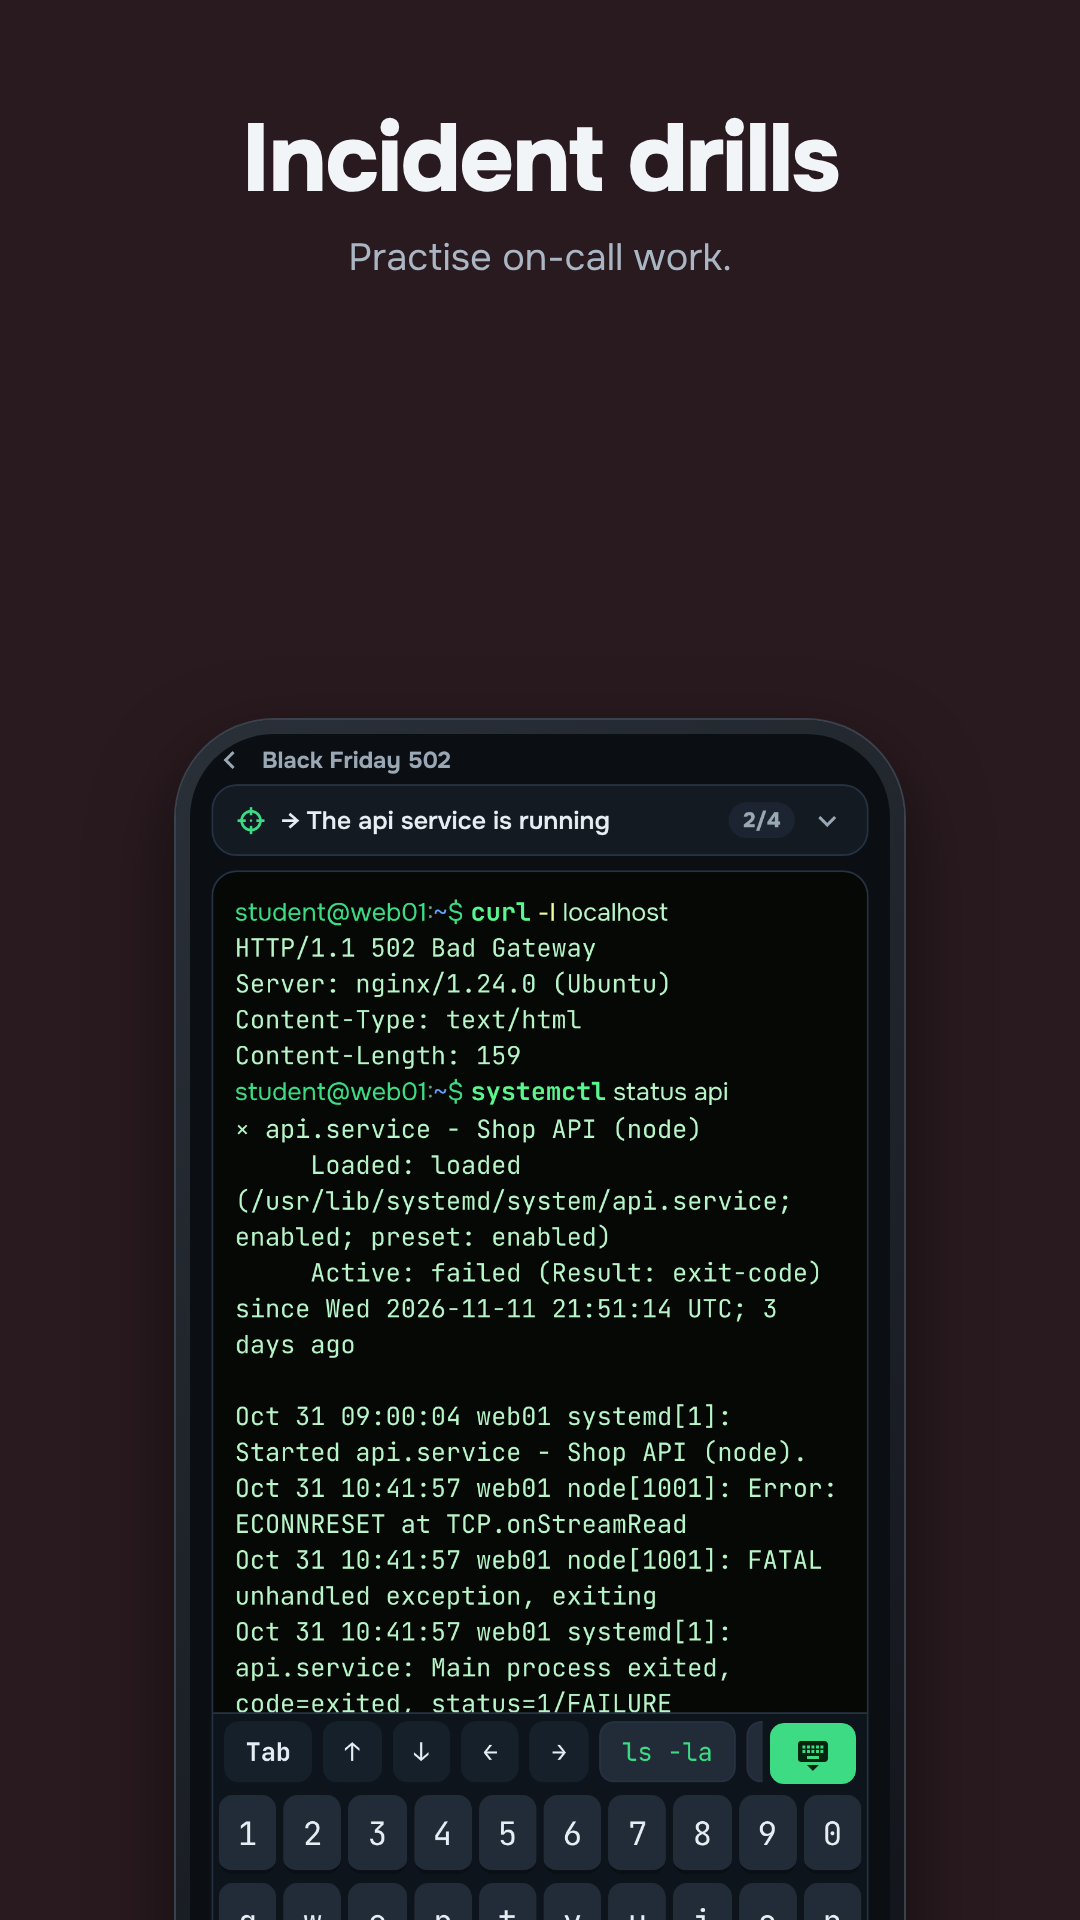 Incident drills
Practise on-call work.
Black Friday 502
→ The api service is running 2/4
student@web01:~$ curl -I localhost
HTTP/1.1 502 Bad Gateway
Server: nginx/1.24.0 (Ubuntu)
Content-Type: text/html
Content-Length: 159
student@web01:~$ systemctl status api
× api.service - Shop API (node)
Loaded: loaded
(/usr/lib/systemd/system/api.service;
enabled; preset: enabled)
Active: failed (Result: exit-code)
since Wed 2026-11-11 21:51:14 UTC; 3
days ago
Oct 31 09:00:04 web01 systemd[1]:
Started api.service - Shop API (node).
Oct 31 10:41:57 web01 node[1001]: Error:
ECONNRESET at TCP.onStreamRead
Oct 31 10:41:57 web01 node[1001]: FATAL
unhandled exception, exiting
Oct 31 10:41:57 web01 systemd[1]:
api.service: Main process exited,
code=exited, status=1/FAILURE
Tab ↑ ↓ ← → ls -la
1 2 3 4 5 6 7 8 9 0